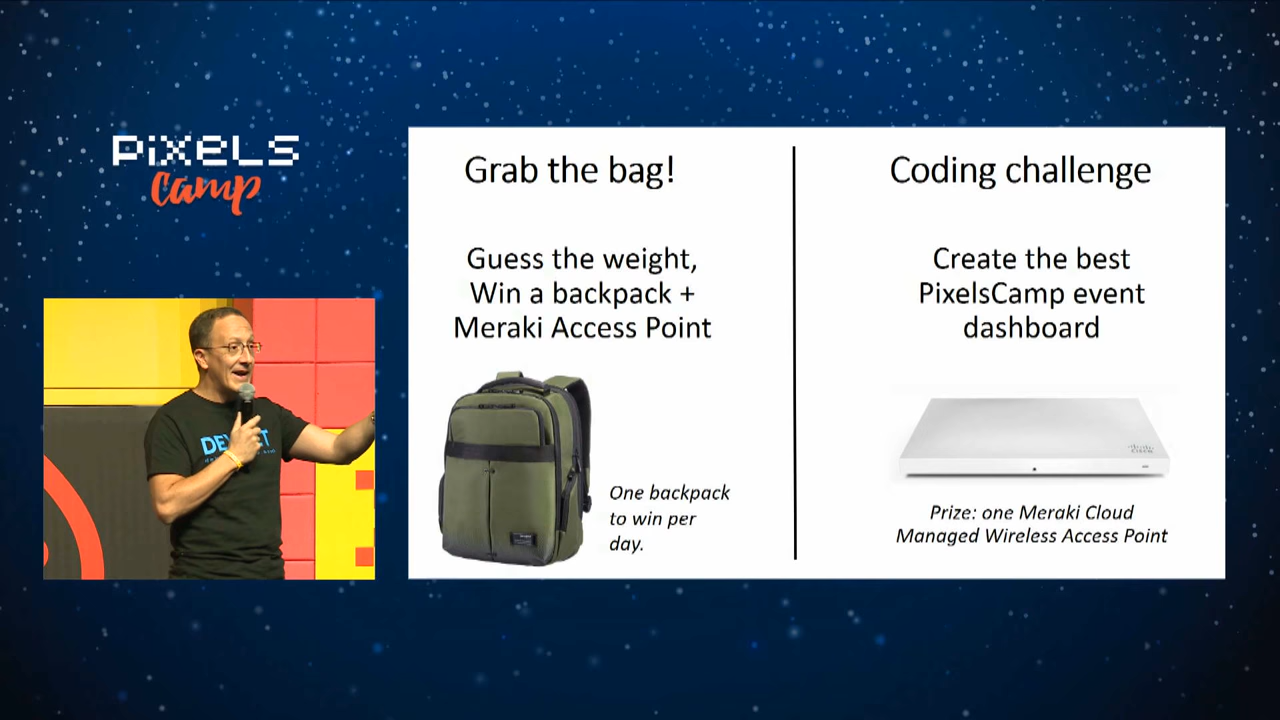 pixels
camp
Grab the bag!
Guess the weight,
Win a backpack +
Meraki Access Point
One backpack
to win per
day.
Coding challenge
Create the best
PixelsCamp event
dashboard
CISCO
Prize: one Meraki Cloud
Managed Wireless Access Point